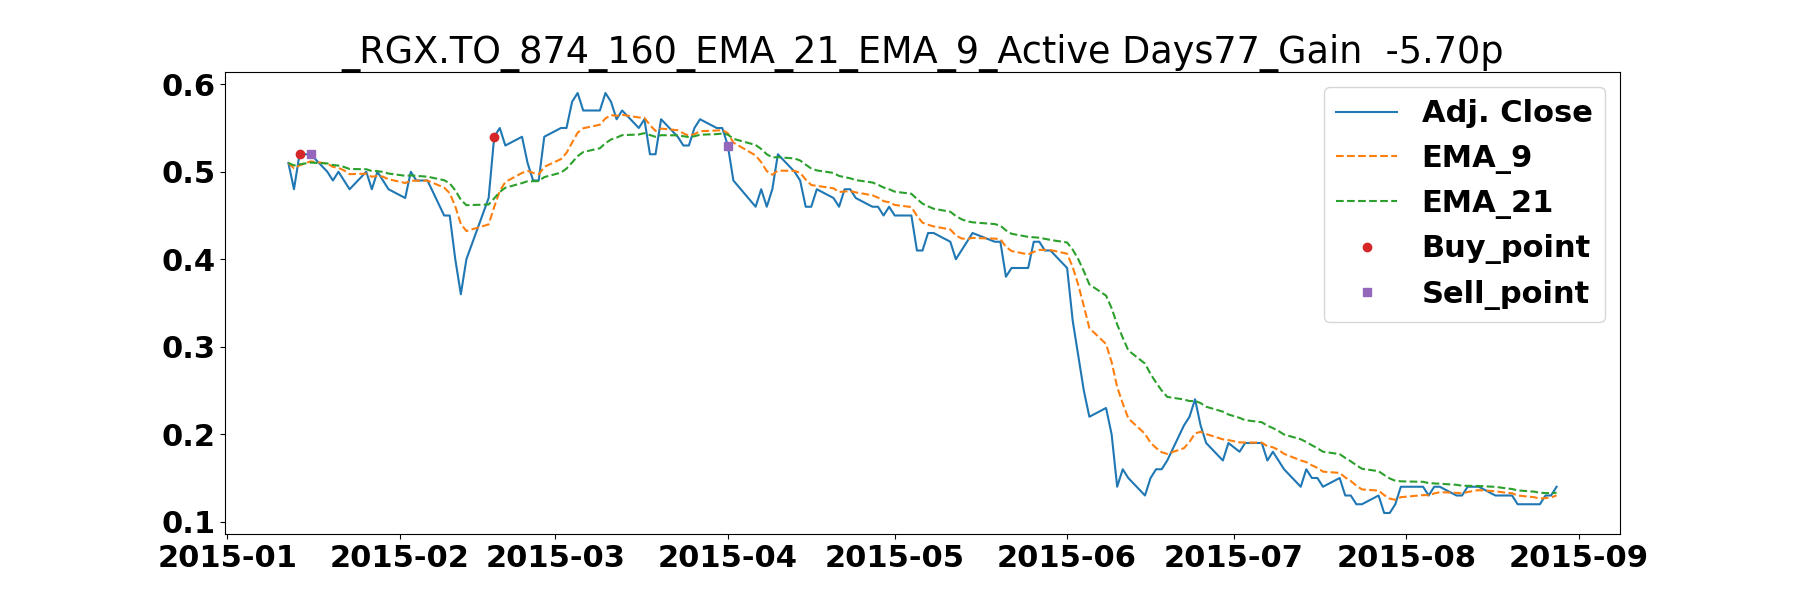 _RGX.TO_874_160_EMA_21_EMA_9_Active Days77_Gain  -5.70p
0.6
0.5
0.4
0.3
0.2
0.1
Adj. Close
EMA_9
EMA_21
Buy_point
Sell_point
2015-01 2015-02 2015-03 2015-04 2015-05 2015-06 2015-07 2015-08 2015-09